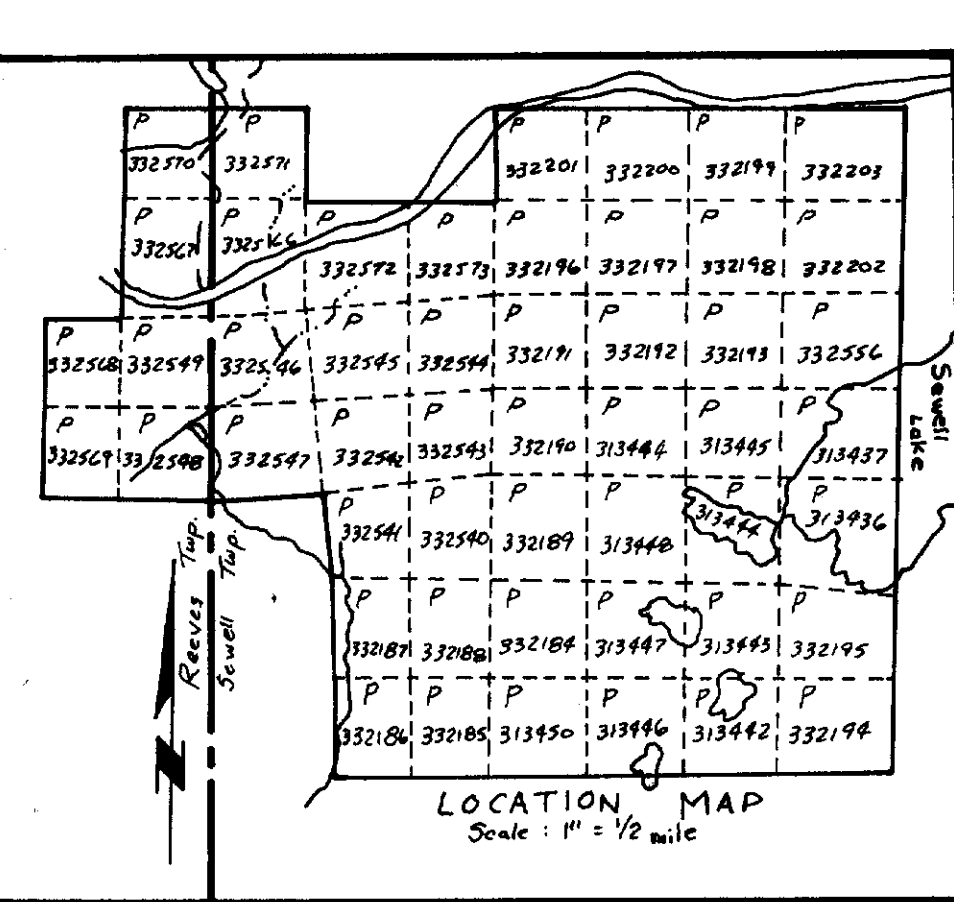 P P P P P P
332570 332571 332201 332200 332199 332203
P P P P P P P P
332567 332566 332572 332573 332196 332197 332198 332202
P P P P P P P P P
332568 332549 332546 332545 332544 332191 332192 332193 332556
Sewell Lake
P P P P P P P P P
332569 332548 332547 332542 332543 332190 313444 313445 313437
P P P P P P
332541 332540 332189 313448 313444 313436
Reeves Twp.
Sewell Twp.
P P P P P P
332187 332188 332184 313447 313443 332195
P P P P P P
332186 332185 313450 313446 313442 332194
N
LOCATION MAP
Scale : 1" = 1/2 mile